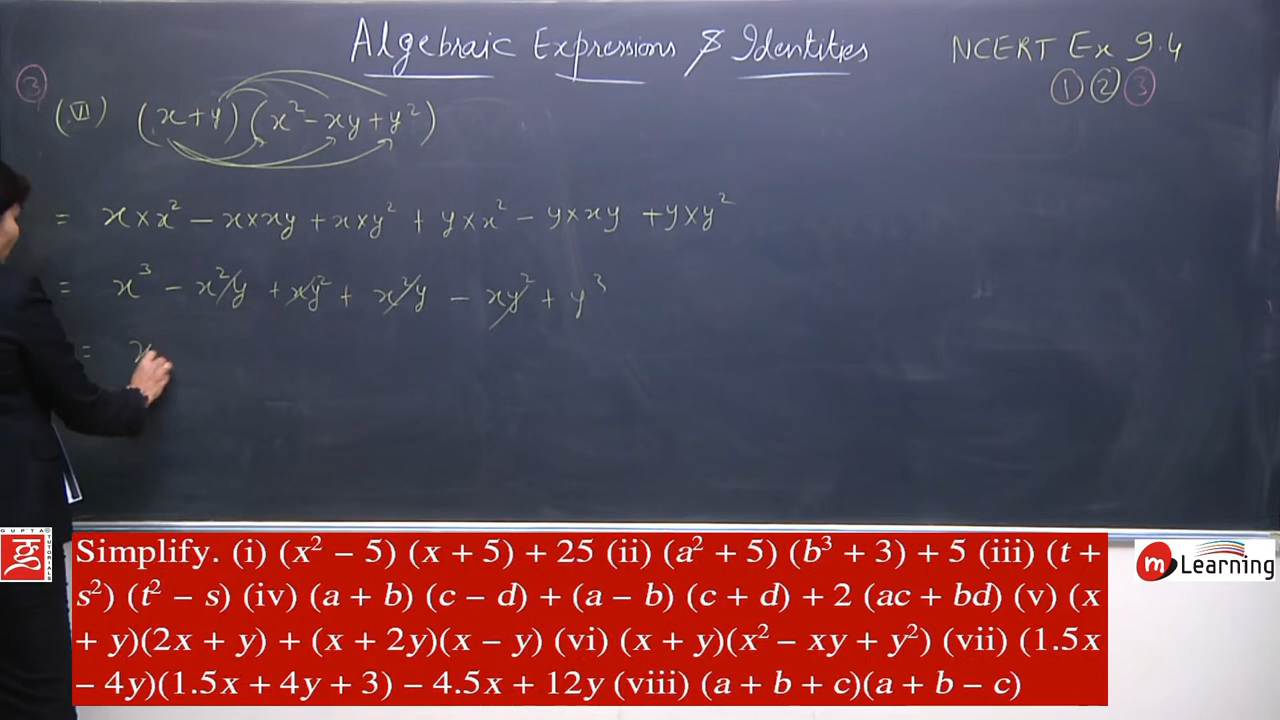 Algebraic Expressions & Identities
NCERT Ex 9.4
① ② ③
③
(vi) (x+y)(x²-xy+y²)
= x×x² - x×xy + x×y² + y×x² - y×xy + y×y²
= x³ - x²y + xy² + x²y - xy² + y³
= x
GUPTA
TUTORIALS
Simplify. (i) (x² – 5) (x + 5) + 25 (ii) (a² + 5) (b³ + 3) + 5 (iii) (t +
s²) (t² – s) (iv) (a + b) (c – d) + (a – b) (c + d) + 2 (ac + bd) (v) (x
+ y)(2x + y) + (x + 2y)(x – y) (vi) (x + y)(x² – xy + y²) (vii) (1.5x
– 4y)(1.5x + 4y + 3) – 4.5x + 12y (viii) (a + b + c)(a + b – c)
m Learning